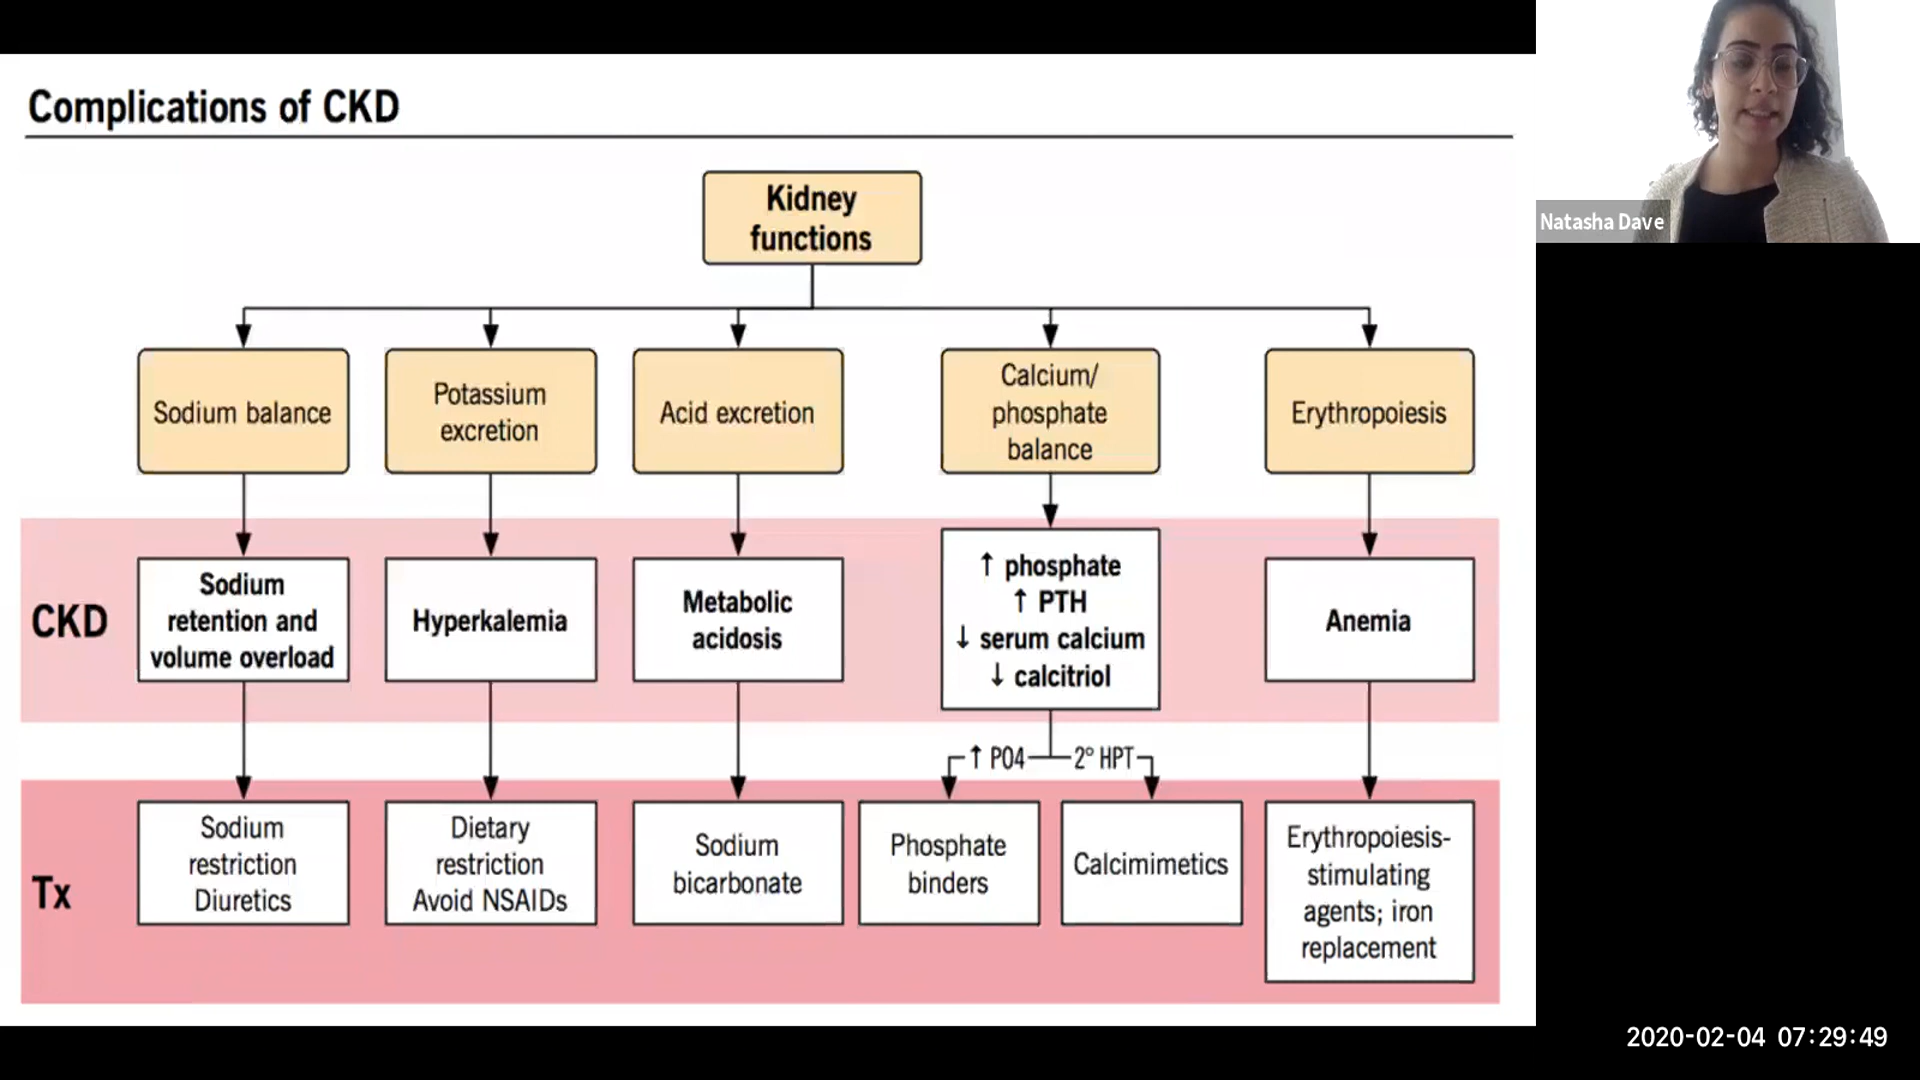 Complications of CKD
Kidney
functions
Sodium balance
Potassium
excretion
Acid excretion
Calcium/
phosphate
balance
Erythropoiesis
CKD
Sodium
retention and
volume overload
Hyperkalemia
Metabolic
acidosis
↑ phosphate
↑ PTH
↓ serum calcium
↓ calcitriol
Anemia
↑ PO4
2° HPT
Tx
Sodium
restriction
Diuretics
Dietary
restriction
Avoid NSAIDs
Sodium
bicarbonate
Phosphate
binders
Calcimimetics
Erythropoiesis-
stimulating
agents; iron
replacement
Natasha Dave
2020-02-04 07:29:49